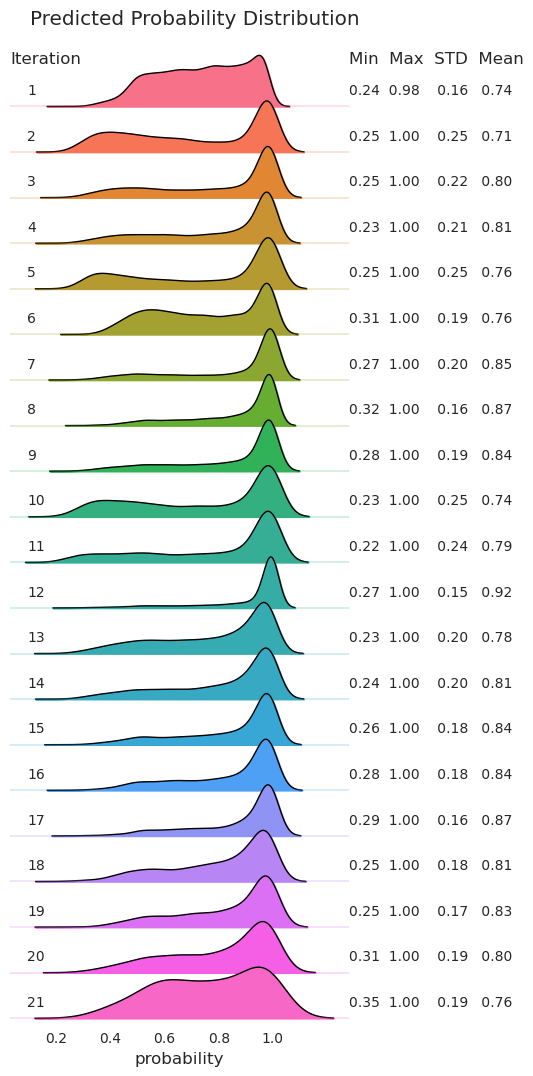 Predicted Probability Distribution
Iteration Min Max STD Mean
1 0.24 0.98 0.16 0.74
2 0.25 1.00 0.25 0.71
3 0.25 1.00 0.22 0.80
4 0.23 1.00 0.21 0.81
5 0.25 1.00 0.25 0.76
6 0.31 1.00 0.19 0.76
7 0.27 1.00 0.20 0.85
8 0.32 1.00 0.16 0.87
9 0.28 1.00 0.19 0.84
10 0.23 1.00 0.25 0.74
11 0.22 1.00 0.24 0.79
12 0.27 1.00 0.15 0.92
13 0.23 1.00 0.20 0.78
14 0.24 1.00 0.20 0.81
15 0.26 1.00 0.18 0.84
16 0.28 1.00 0.18 0.84
17 0.29 1.00 0.16 0.87
18 0.25 1.00 0.18 0.81
19 0.25 1.00 0.17 0.83
20 0.31 1.00 0.19 0.80
21 0.35 1.00 0.19 0.76
0.2 0.4 0.6 0.8 1.0
probability